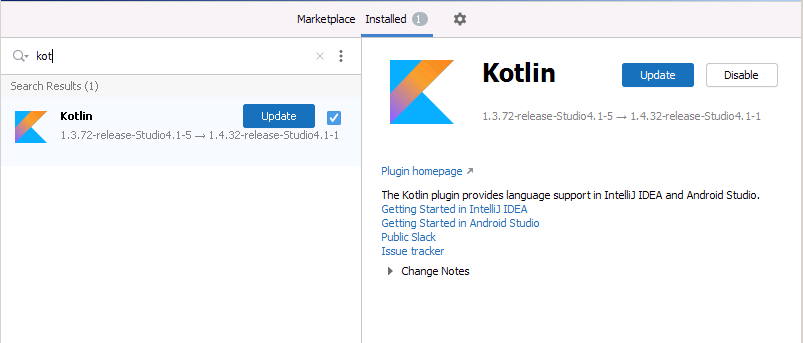 Marketplace Installed 1
kot
Search Results (1)
Kotlin Update
1.3.72-release-Studio4.1-5 → 1.4.32-release-Studio4.1-1
Kotlin Update Disable
1.3.72-release-Studio4.1-5 → 1.4.32-release-Studio4.1-1
Plugin homepage ↗
The Kotlin plugin provides language support in IntelliJ IDEA and Android Studio.
Getting Started in IntelliJ IDEA
Getting Started in Android Studio
Public Slack
Issue tracker
Change Notes